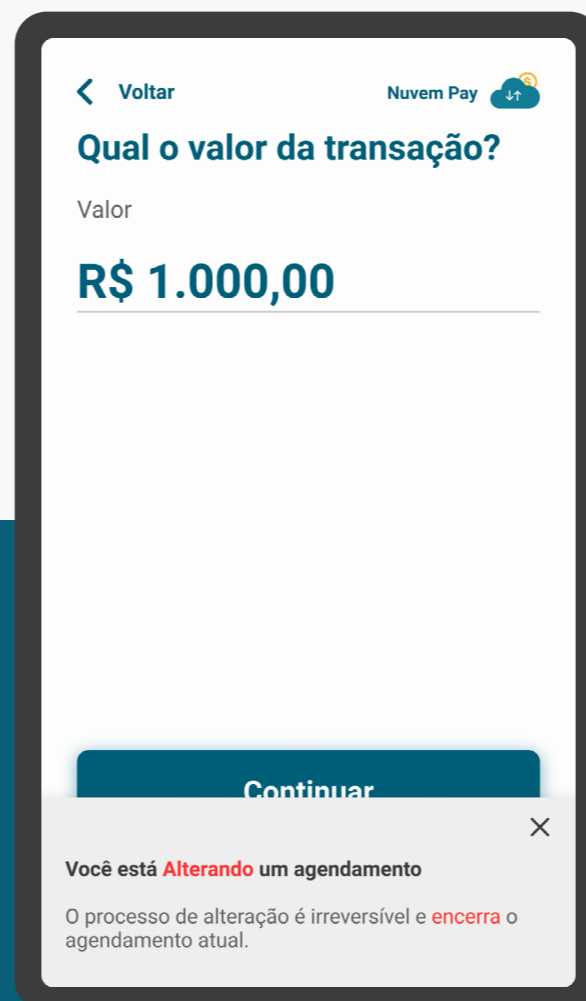 Voltar
Nuvem Pay
Qual o valor da transação?
Valor
R$ 1.000,00
Continuar
Você está Alterando um agendamento
O processo de alteração é irreversível e encerra o
agendamento atual.